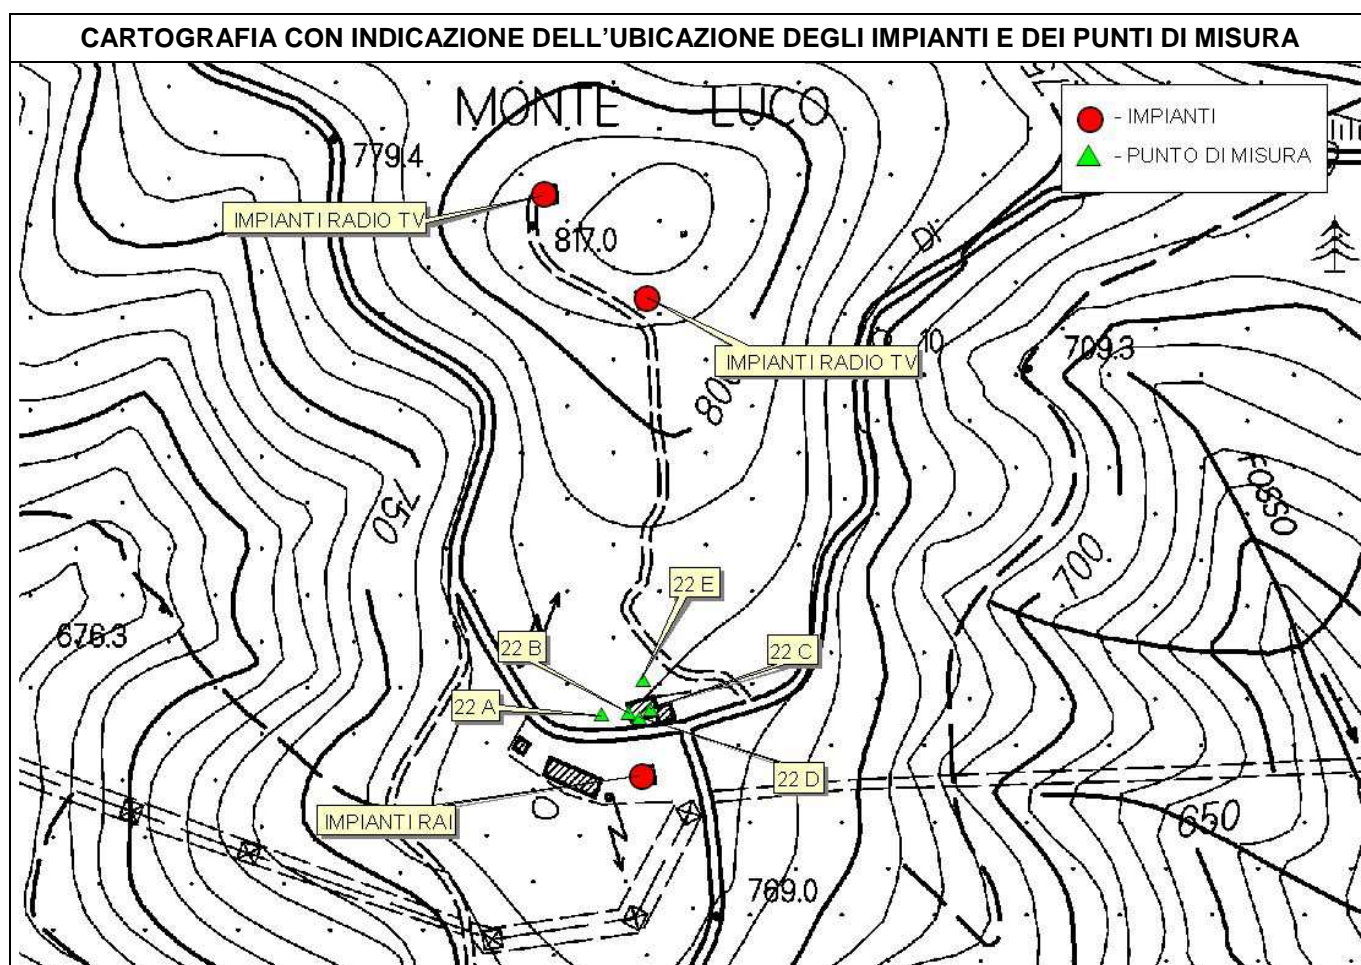 CARTOGRAFIA CON INDICAZIONE DELL’UBICAZIONE DEGLI IMPIANTI E DEI PUNTI DI MISURA
MONTE LUCO
- IMPIANTI
- PUNTO DI MISURA
779.4
IMPIANTI RADIO TV
817.0
DI
IMPIANTI RADIO TV
10
709.3
800
750
FOSSO
700
676.3
22 E
22 B
22 C
22 A
22 D
IMPIANTI RAI
650
769.0